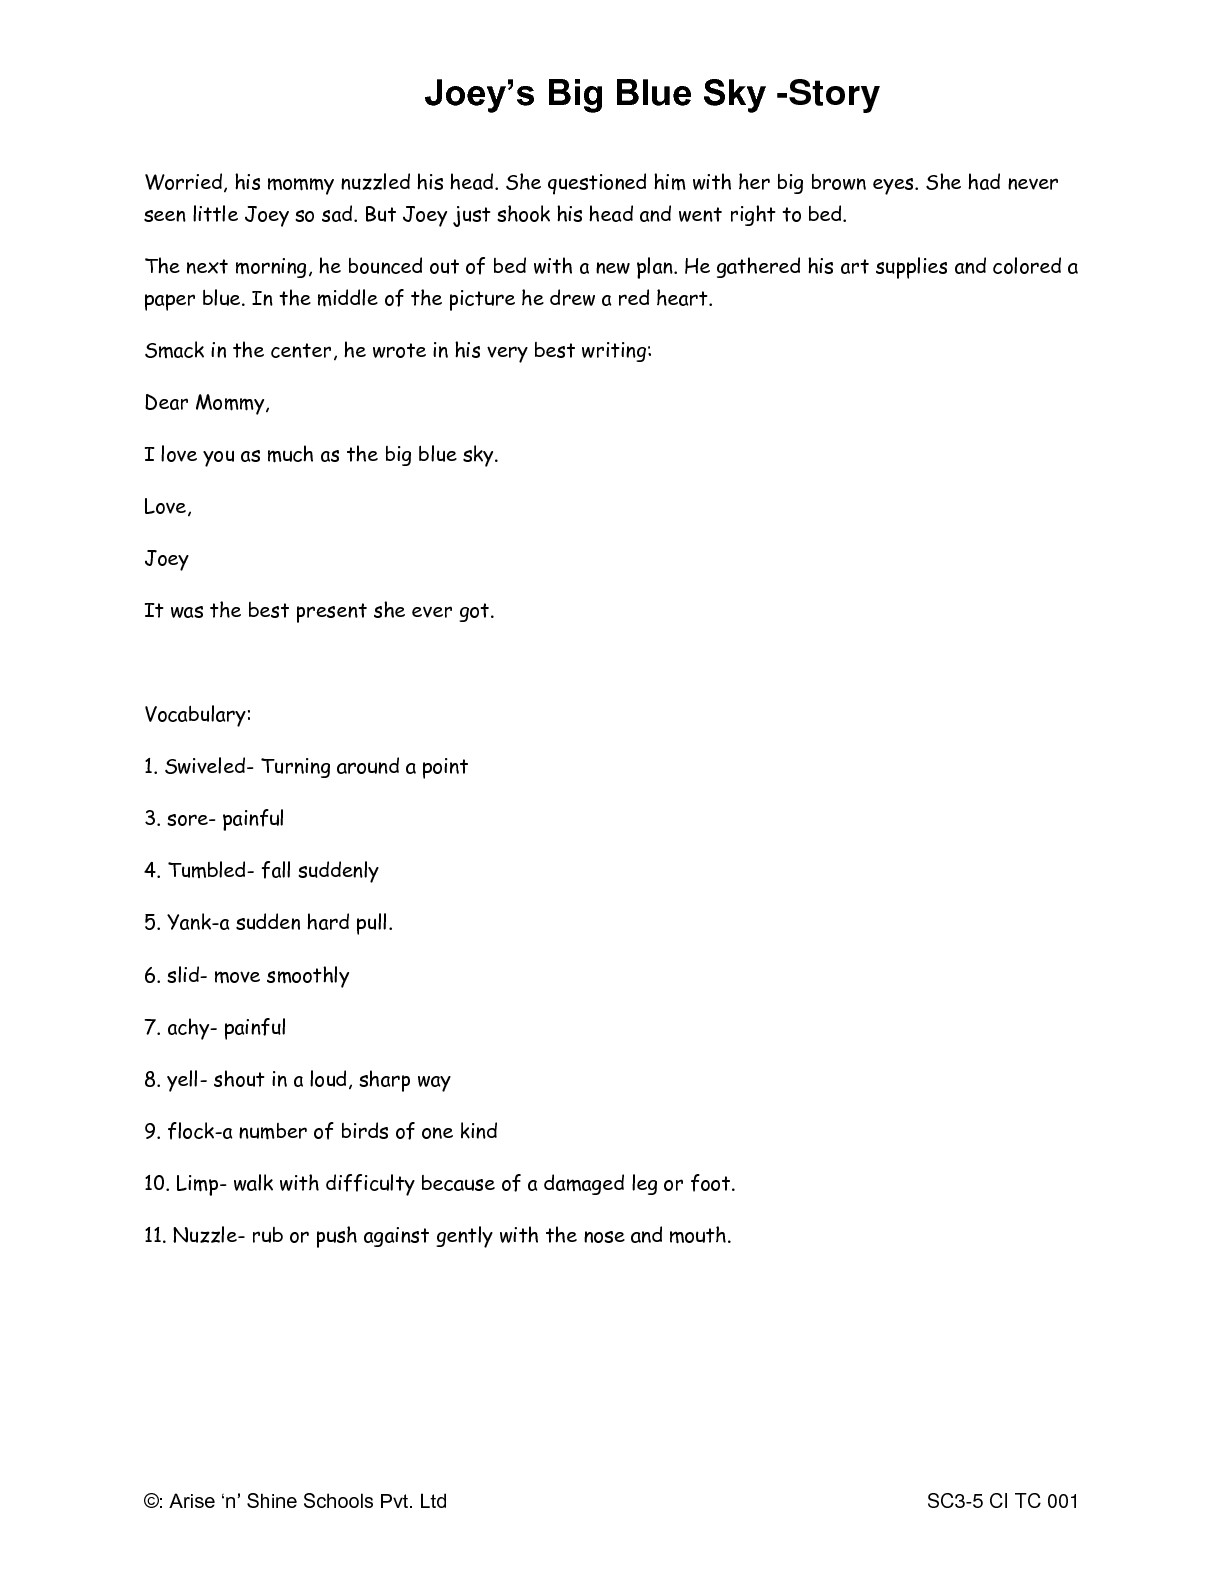 Joey’s Big Blue Sky -Story
Worried, his mommy nuzzled his head. She questioned him with her big brown eyes. She had never
seen little Joey so sad. But Joey just shook his head and went right to bed.
The next morning, he bounced out of bed with a new plan. He gathered his art supplies and colored a
paper blue. In the middle of the picture he drew a red heart.
Smack in the center, he wrote in his very best writing:
Dear Mommy,
I love you as much as the big blue sky.
Love,
Joey
It was the best present she ever got.
Vocabulary:
1. Swiveled- Turning around a point
3. sore- painful
4. Tumbled- fall suddenly
5. Yank-a sudden hard pull.
6. slid- move smoothly
7. achy- painful
8. yell- shout in a loud, sharp way
9. flock-a number of birds of one kind
10. Limp- walk with difficulty because of a damaged leg or foot.
11. Nuzzle- rub or push against gently with the nose and mouth.
©: Arise ‘n’ Shine Schools Pvt. Ltd SC3-5 CI TC 001